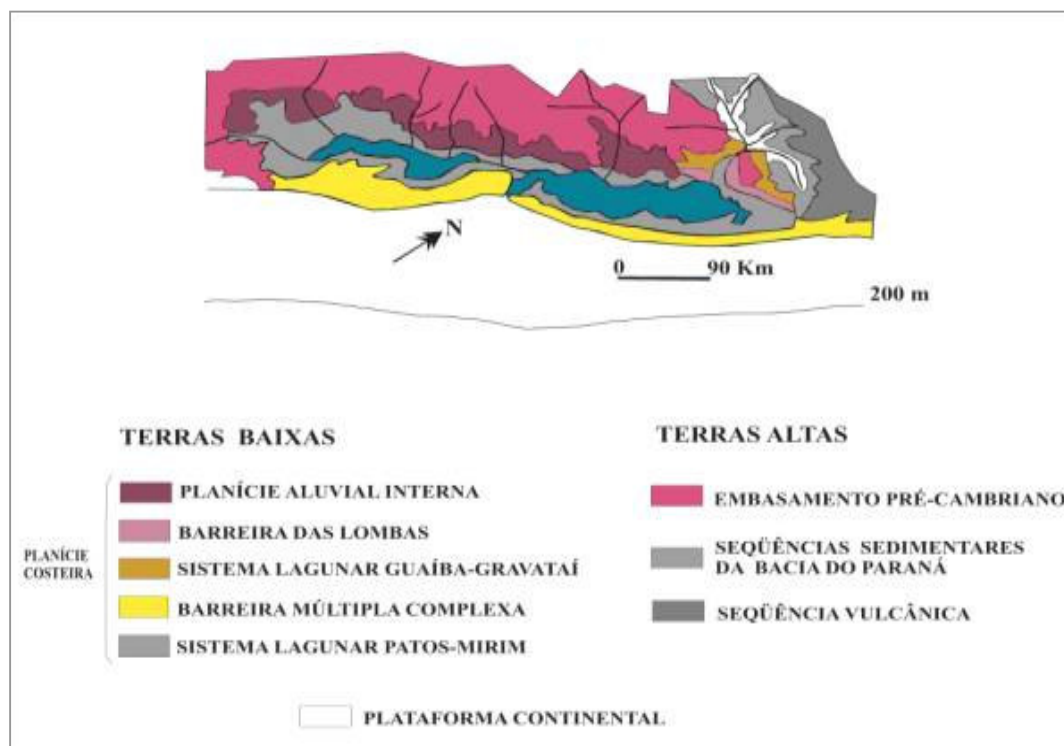 N
0 90 Km
200 m
TERRAS BAIXAS
PLANÍCIE
COSTEIRA
PLANÍCIE ALUVIAL INTERNA
BARREIRA DAS LOMBAS
SISTEMA LAGUNAR GUAÍBA-GRAVATAÍ
BARREIRA MÚLTIPLA COMPLEXA
SISTEMA LAGUNAR PATOS-MIRIM
TERRAS ALTAS
EMBASAMENTO PRÉ-CAMBRIANO
SEQÜÊNCIAS SEDIMENTARES
DA BACIA DO PARANÁ
SEQÜÊNCIA VULCÂNICA
PLATAFORMA CONTINENTAL